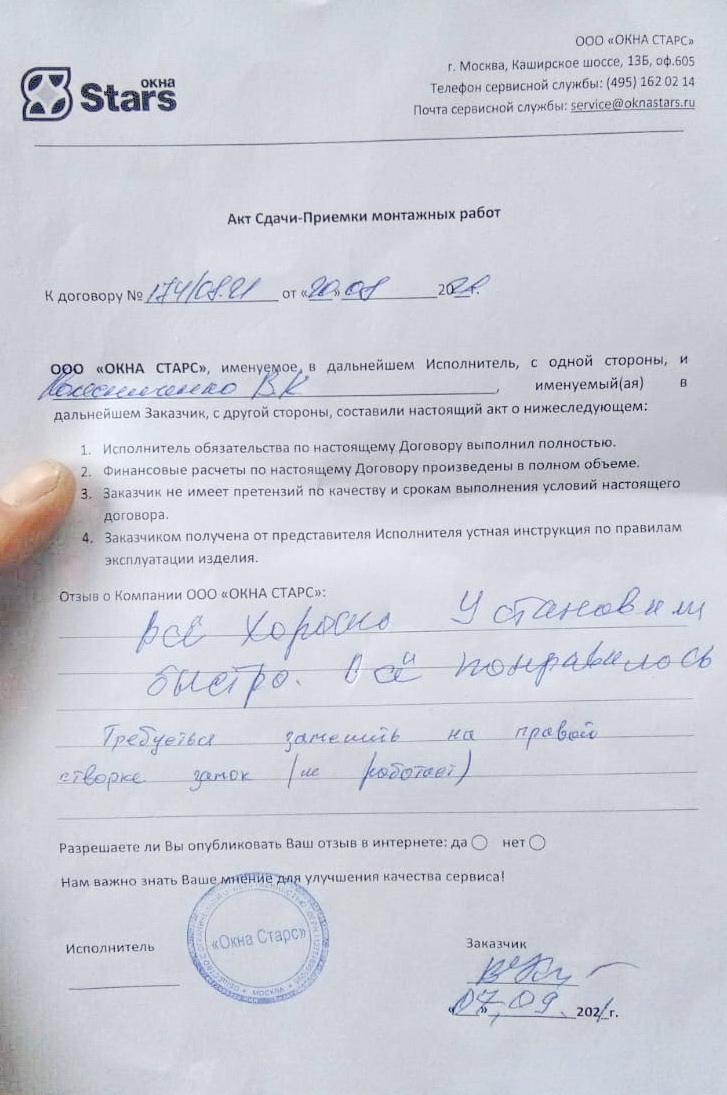 ОКНА
Stars
ООО «ОКНА СТАРС»
г. Москва, Каширское шоссе, 13Б, оф.605
Телефон сервисной службы: (495) 162 02 14
Почта сервисной службы: service@oknastars.ru
Акт Сдачи-Приемки монтажных работ
К договору № 174/08.21 от «20» 08 2021г.
ООО «ОКНА СТАРС», именуемое в дальнейшем Исполнитель, с одной стороны, и
Колесниченко В К, именуемый(ая) в
дальнейшем Заказчик, с другой стороны, составили настоящий акт о нижеследующем:
1. Исполнитель обязательства по настоящему Договору выполнил полностью.
2. Финансовые расчеты по настоящему Договору произведены в полном объеме.
3. Заказчик не имеет претензий по качеству и срокам выполнения условий настоящего
договора.
4. Заказчиком получена от представителя Исполнителя устная инструкция по правилам
эксплуатации изделия.
Отзыв о Компании ООО «ОКНА СТАРС»:
Всё хорошо Установили
быстро. Всё понравилось
Требуеться заменить на правой
створке замок (не работает)
Разрешаете ли Вы опубликовать Ваш отзыв в интернете: да нет
Нам важно знать Ваше мнение для улучшения качества сервиса!
Исполнитель
«Окна Старс»
МОСКВА
Заказчик
«07» 09. 2021г.